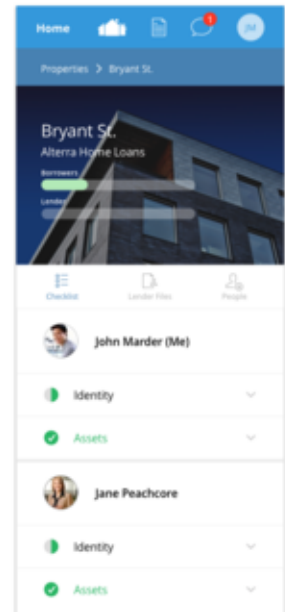 Home
1
JM
Properties > Bryant St.
Bryant St.
Alterra Home Loans
Borrowers
Lender
Checklist
Lender Files
People
John Marder (Me)
Identity
Assets
Jane Peachcore
Identity
Assets